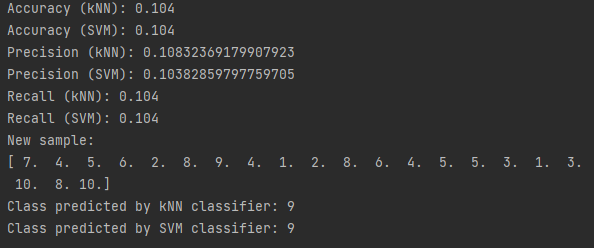 Accuracy (kNN): 0.104
Accuracy (SVM): 0.104
Precision (kNN): 0.10832369179907923
Precision (SVM): 0.10382859797759705
Recall (kNN): 0.104
Recall (SVM): 0.104
New sample:
[ 7.  4.  5.  6.  2.  8.  9.  4.  1.  2.  8.  6.  4.  5.  5.  3.  1.  3.
 10.  8. 10.]
Class predicted by kNN classifier: 9
Class predicted by SVM classifier: 9